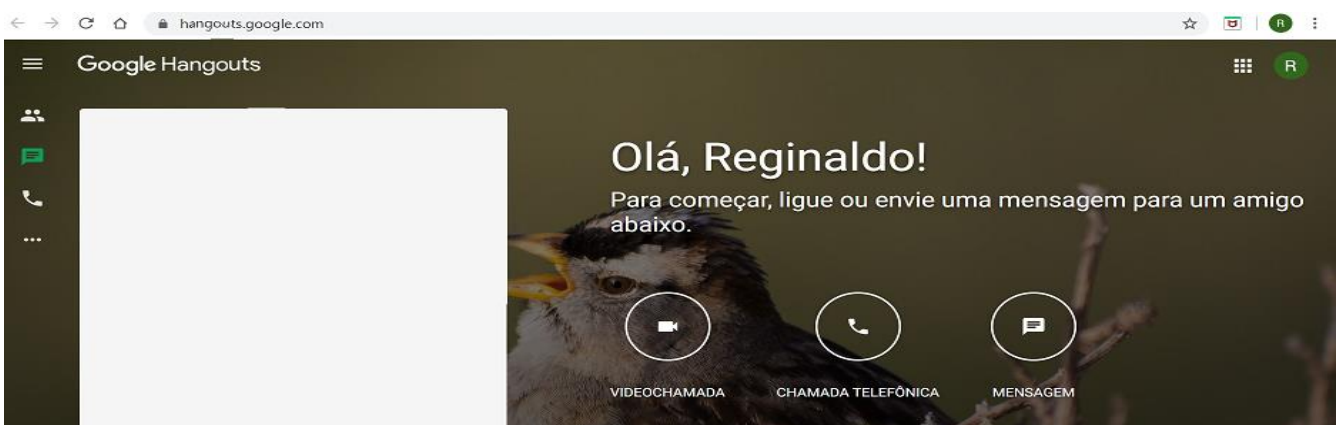 hangouts.google.com
R
Google Hangouts
R
Olá, Reginaldo!
Para começar, ligue ou envie uma mensagem para um amigo
abaixo.
VIDEOCHAMADA CHAMADA TELEFÔNICA MENSAGEM